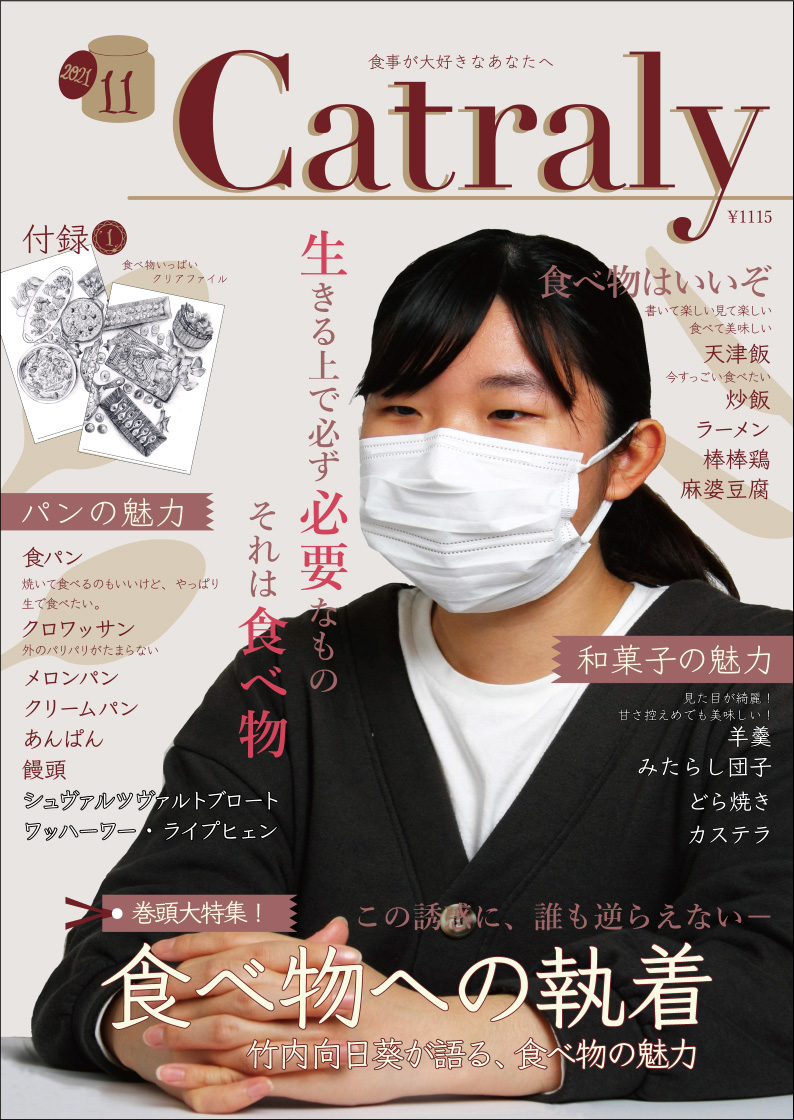 2021
11
食事が大好きなあなたへ
Catraly
¥1115
付録 1
食べ物いっぱい
クリアファイル
生きる上で必ず必要なもの
それは食べ物
食べ物はいいぞ
書いて楽しい見て楽しい
食べて美味しい
天津飯
今すっごい食べたい
炒飯
ラーメン
棒棒鶏
麻婆豆腐
パンの魅力
食パン
焼いて食べるのもいいけど、やっぱり
生で食べたい。
クロワッサン
外のパリパリがたまらない
メロンパン
クリームパン
あんぱん
饅頭
シュヴァルツヴァルトブロート
ワッハーワー・ライプヒェン
和菓子の魅力
見た目が綺麗！
甘さ控えめでも美味しい！
羊羹
みたらし団子
どら焼き
カステラ
巻頭大特集！
この誘惑に、誰も逆らえない－
食べ物への執着
竹内向日葵が語る、食べ物の魅力